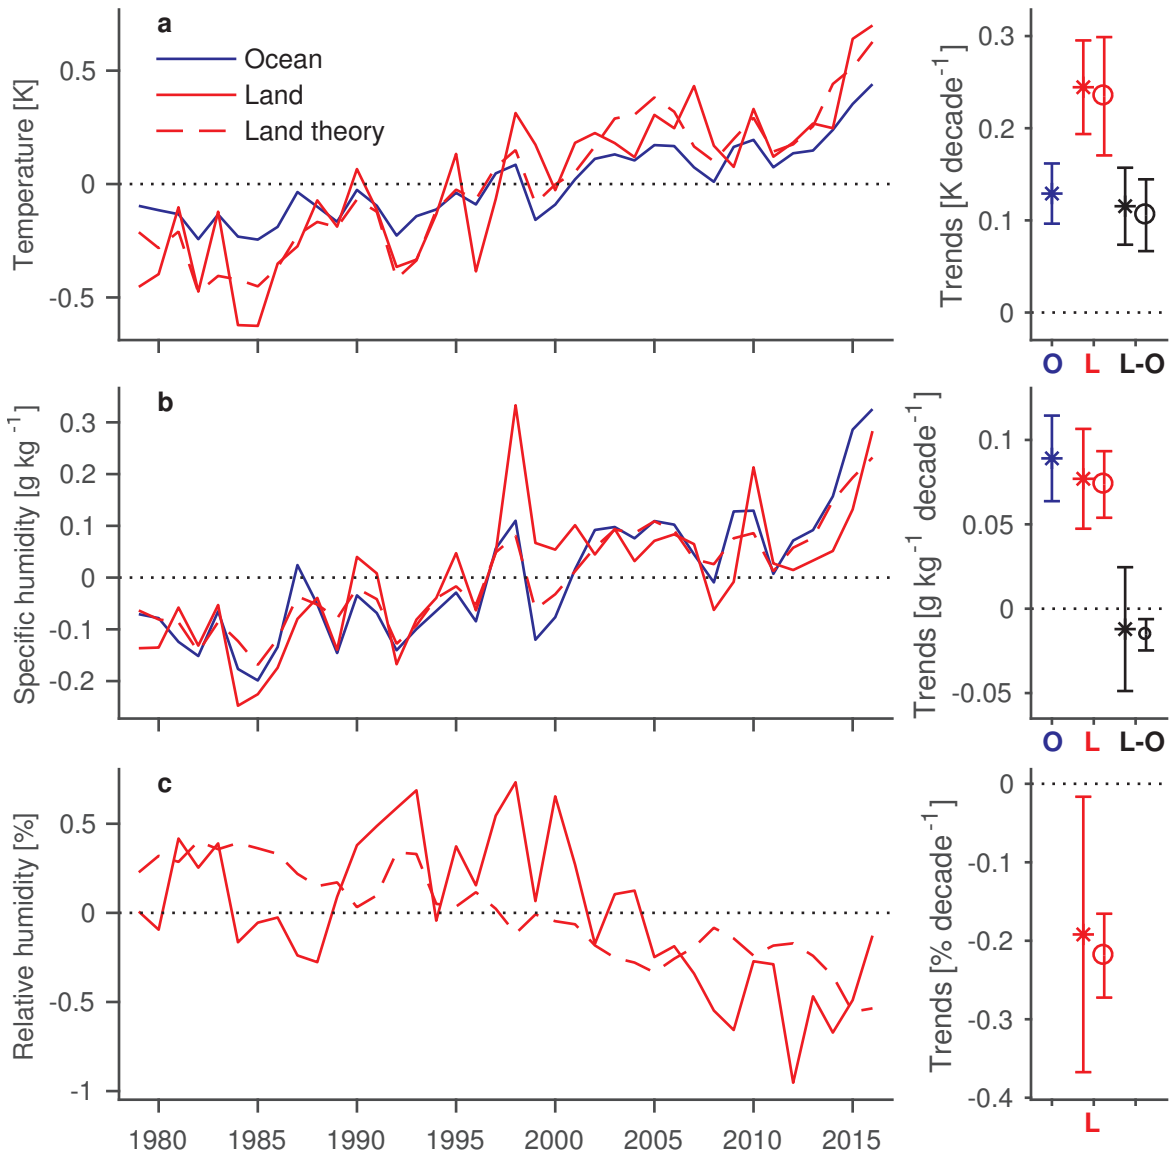 a
Ocean
Land
Land theory
Temperature [K]
0.5
0
-0.5
Trends [K decade⁻¹]
0.3
0.2
0.1
0
O L L-O
b
Specific humidity [g kg⁻¹]
0.3
0.2
0.1
0
-0.1
-0.2
Trends [g kg⁻¹ decade⁻¹]
0.1
0.05
0
-0.05
O L L-O
c
Relative humidity [%]
0.5
0
-0.5
-1
1980 1985 1990 1995 2000 2005 2010 2015
Trends [% decade⁻¹]
0
-0.1
-0.2
-0.3
-0.4
L